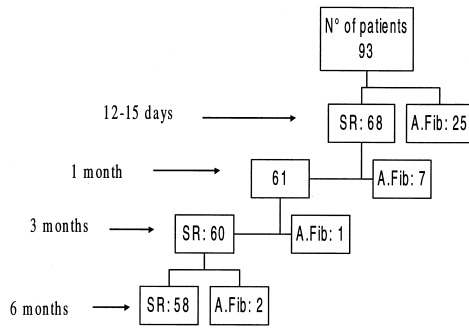 N° of patients
93
12-15 days
SR: 68
A.Fib: 25
1 month
61
A.Fib: 7
3 months
SR: 60
A.Fib: 1
6 months
SR: 58
A.Fib: 2